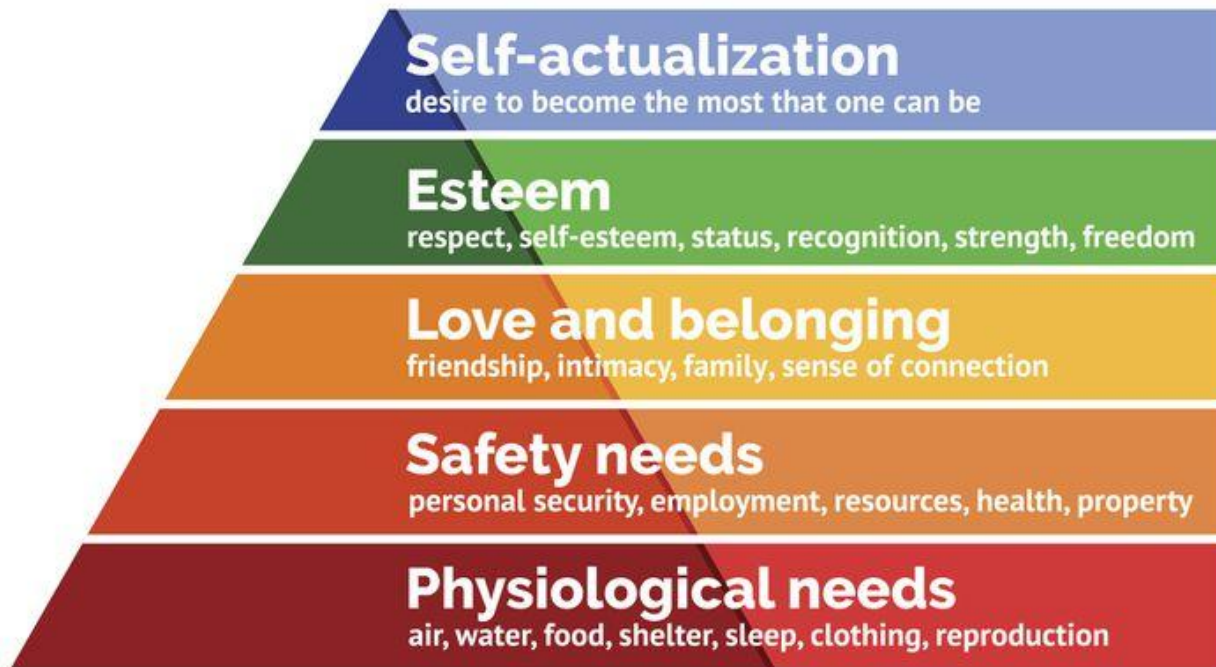 Self-actualization
desire to become the most that one can be
Esteem
respect, self-esteem, status, recognition, strength, freedom
Love and belonging
friendship, intimacy, family, sense of connection
Safety needs
personal security, employment, resources, health, property
Physiological needs
air, water, food, shelter, sleep, clothing, reproduction